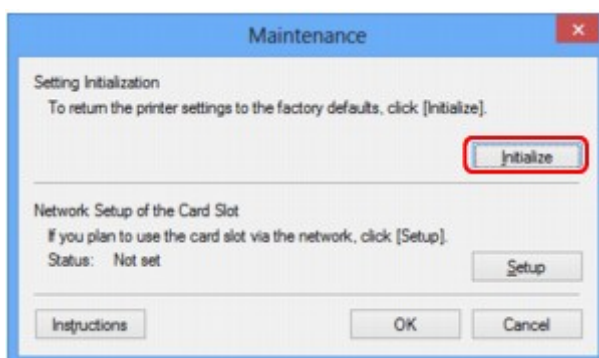 Maintenance
Setting Initialization
To return the printer settings to the factory defaults, click [Initialize].
Initialize
Network Setup of the Card Slot
If you plan to use the card slot via the network, click [Setup].
Status: Not set
Setup
Instructions OK Cancel